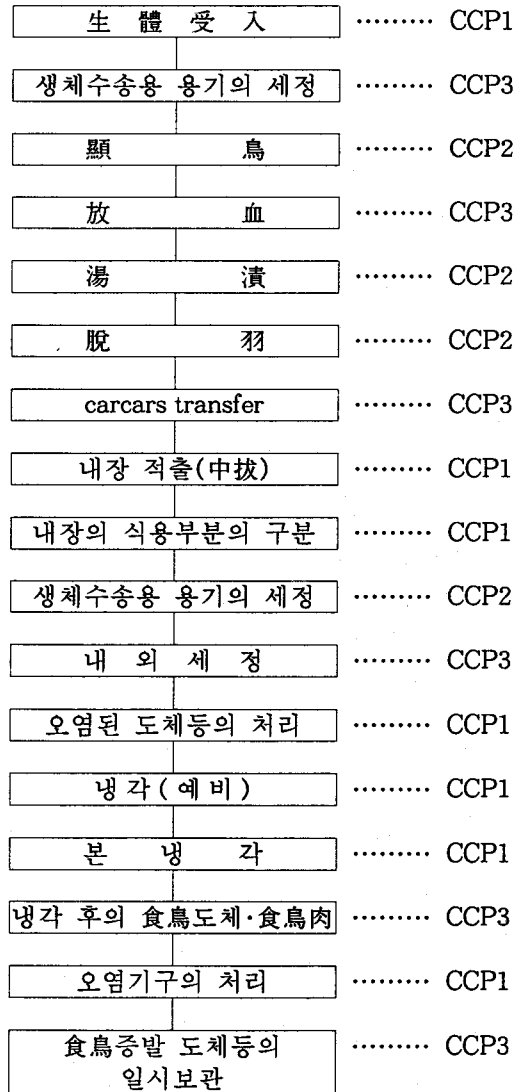 生 體 受 入 ……… CCP1
생체수송용 용기의 세정 ……… CCP3
顯 鳥 ……… CCP2
放 血 ……… CCP3
湯 漬 ……… CCP2
脫 羽 ……… CCP2
carcars transfer ……… CCP3
내장 적출(中拔) ……… CCP1
내장의 식용부분의 구분 ……… CCP1
생체수송용 용기의 세정 ……… CCP2
내 외 세 정 ……… CCP3
오염된 도체등의 처리 ……… CCP1
냉각(예비) ……… CCP1
본 냉 각 ……… CCP1
냉각 후의 食鳥도체·食鳥肉 ……… CCP3
오염기구의 처리 ……… CCP1
食鳥증발 도체등의 ……… CCP3
일시보관